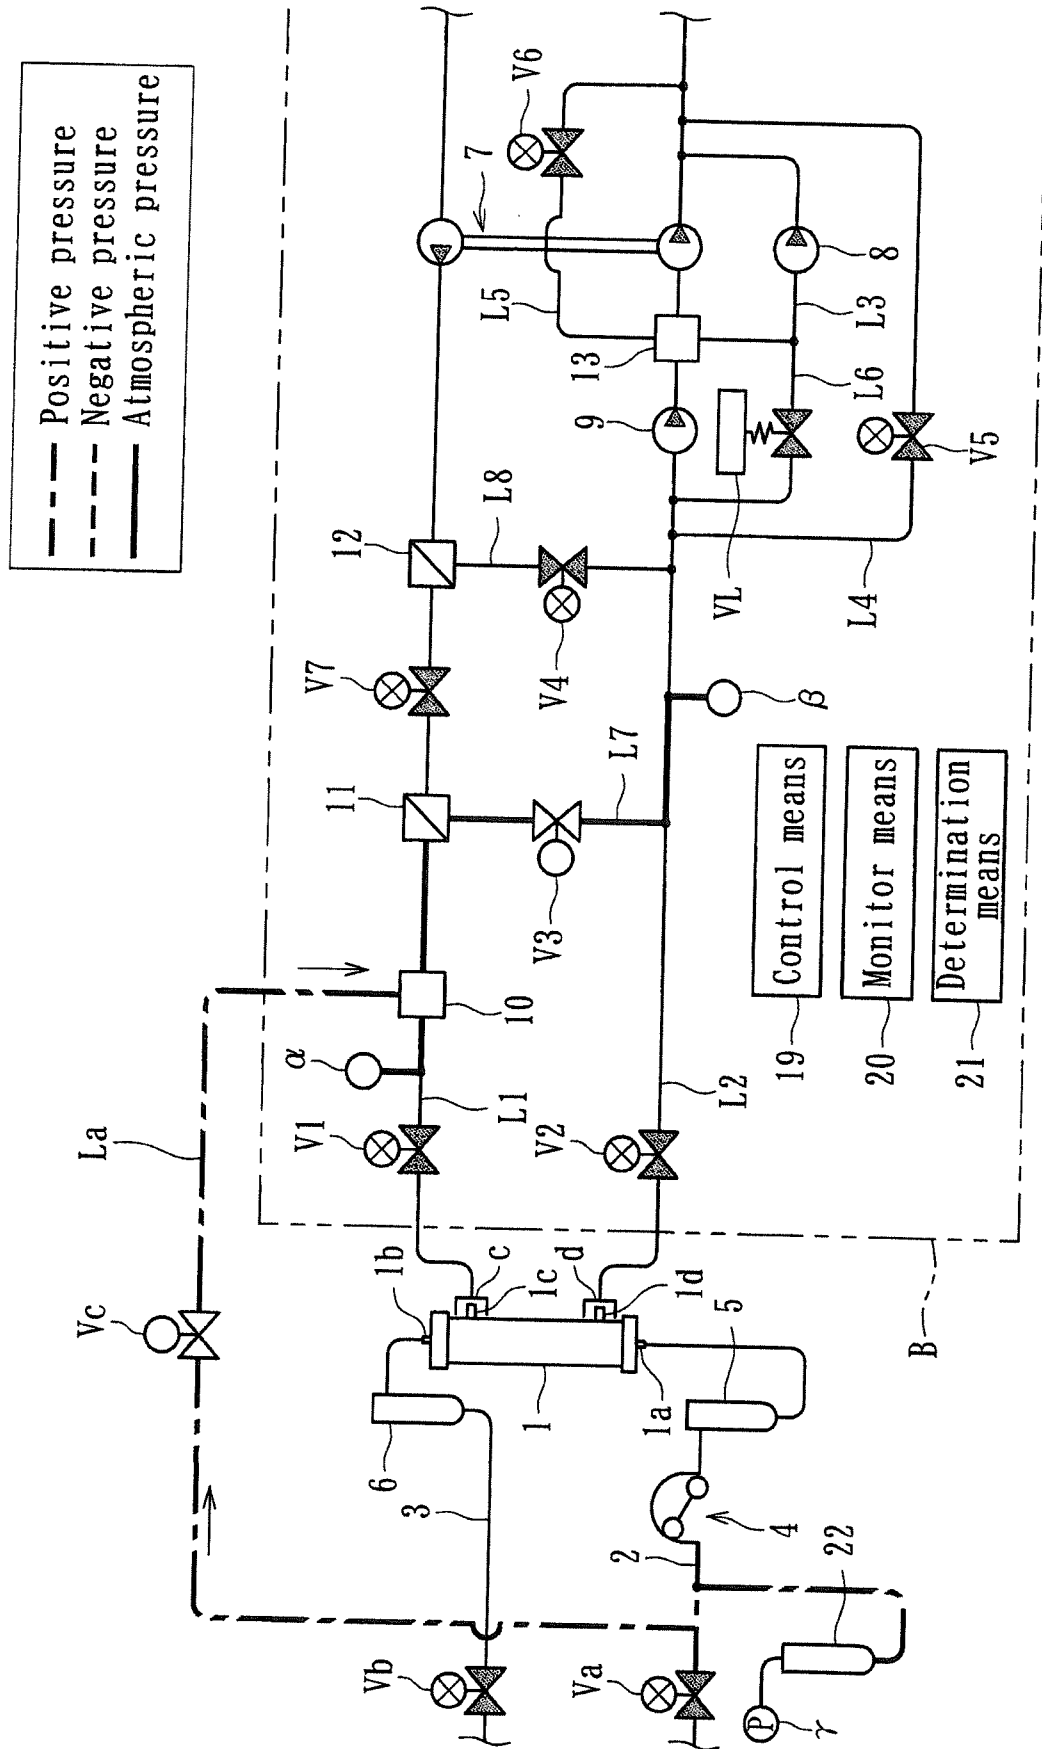 Positive pressure
Negative pressure
Atmospheric pressure
V6
7
L5
13
9
8
L3
L6
V5
VL
L4
L8
12
V4
V7
11
L7
β
V3
10
α
L1
L2
V1
V2
La
Vc
Control means
19
Monitor means
20
Determination
means
21
B
c
1b
1c
d
1d
1
1a
5
6
3
4
2
22
Vb
Va
P
γ